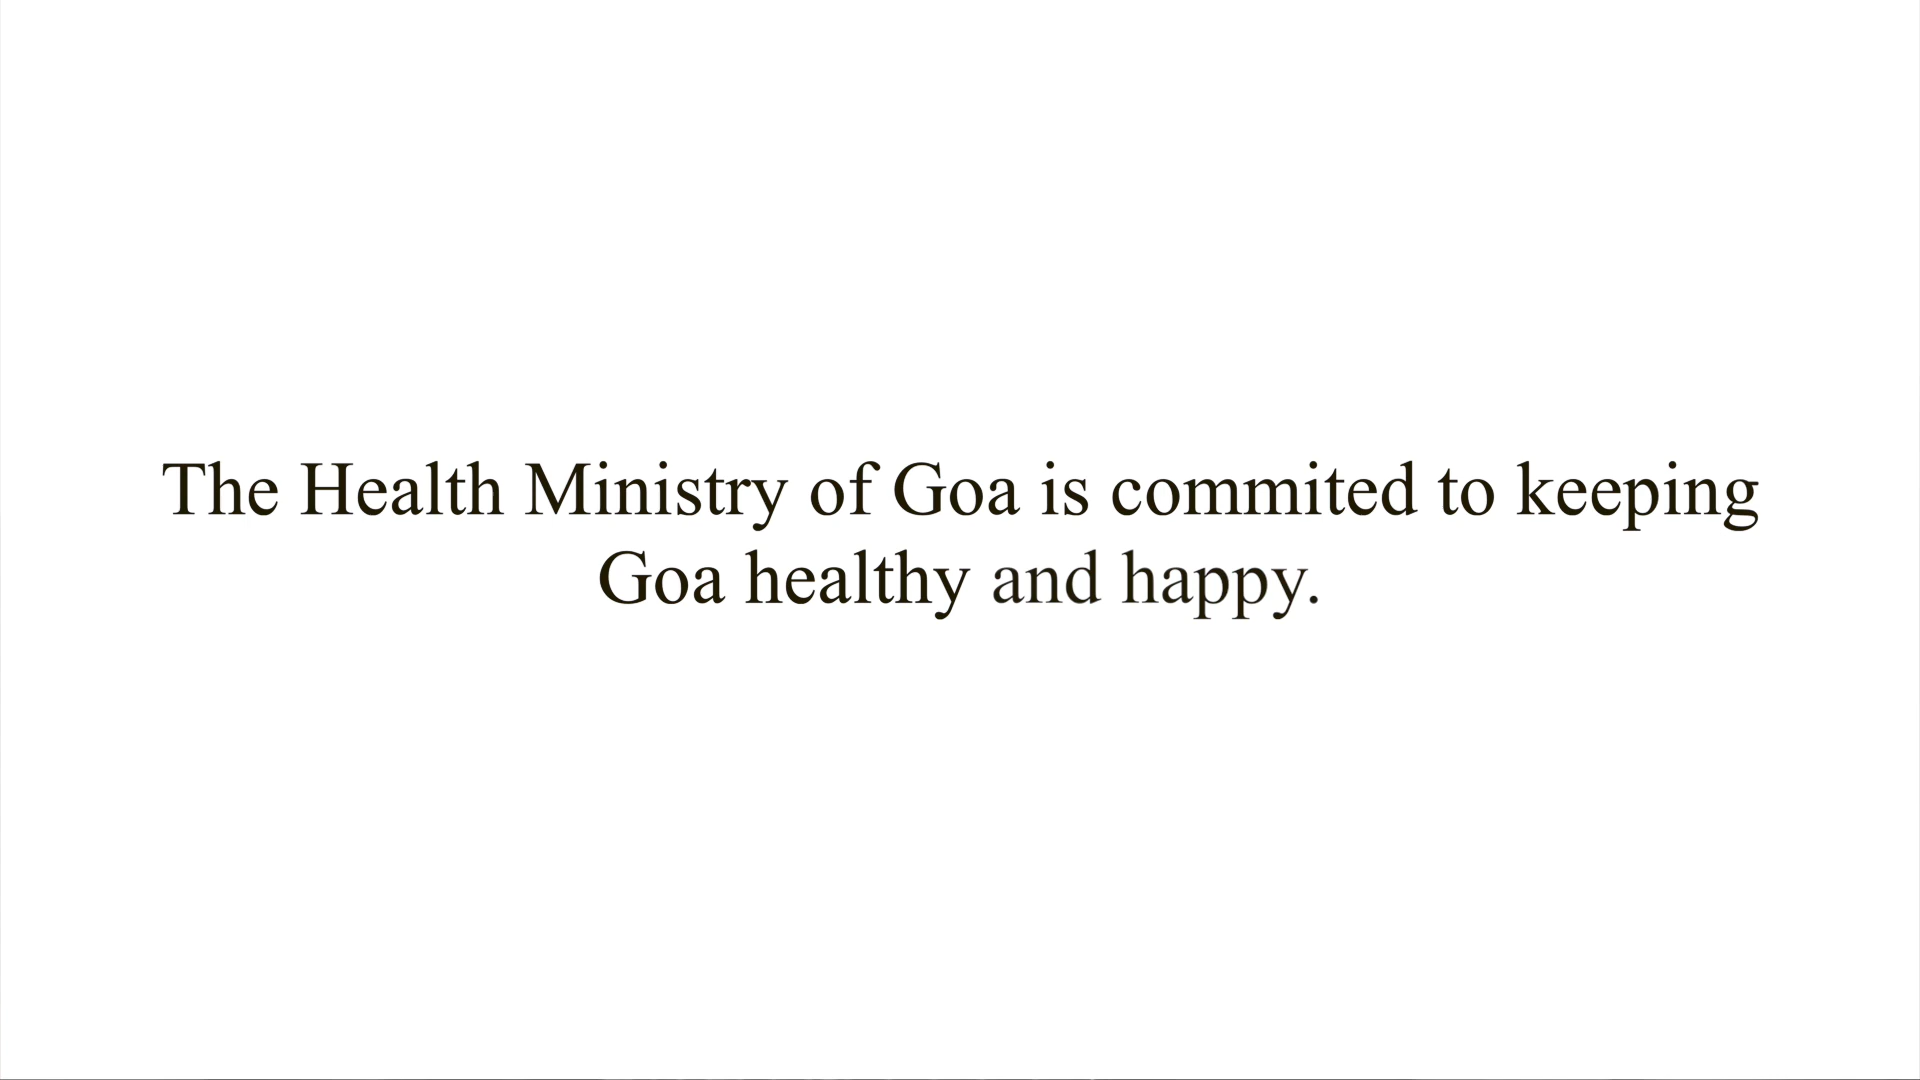 The Health Ministry of Goa is commited to keeping
Goa healthy and happy.